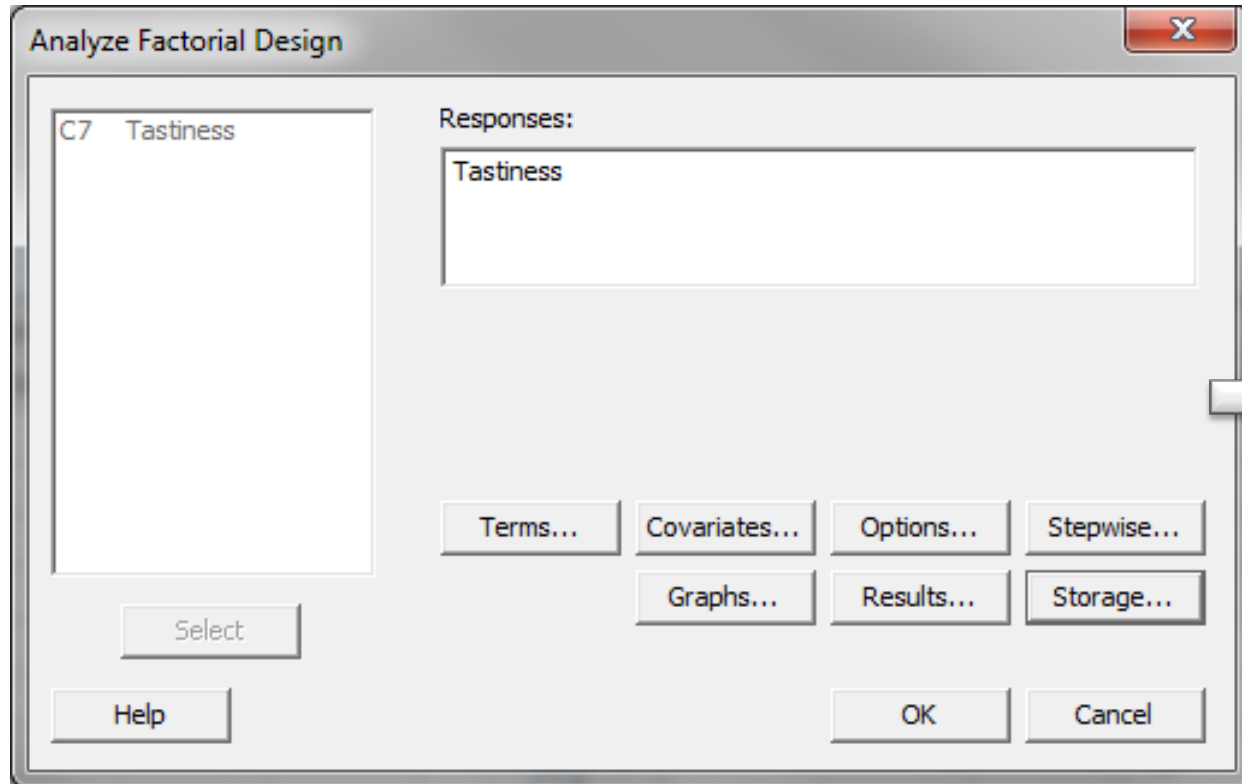 Analyze Factorial Design
C7 Tastiness
Responses:
Tastiness
Terms... Covariates... Options... Stepwise...
Graphs... Results... Storage...
Select
Help OK Cancel